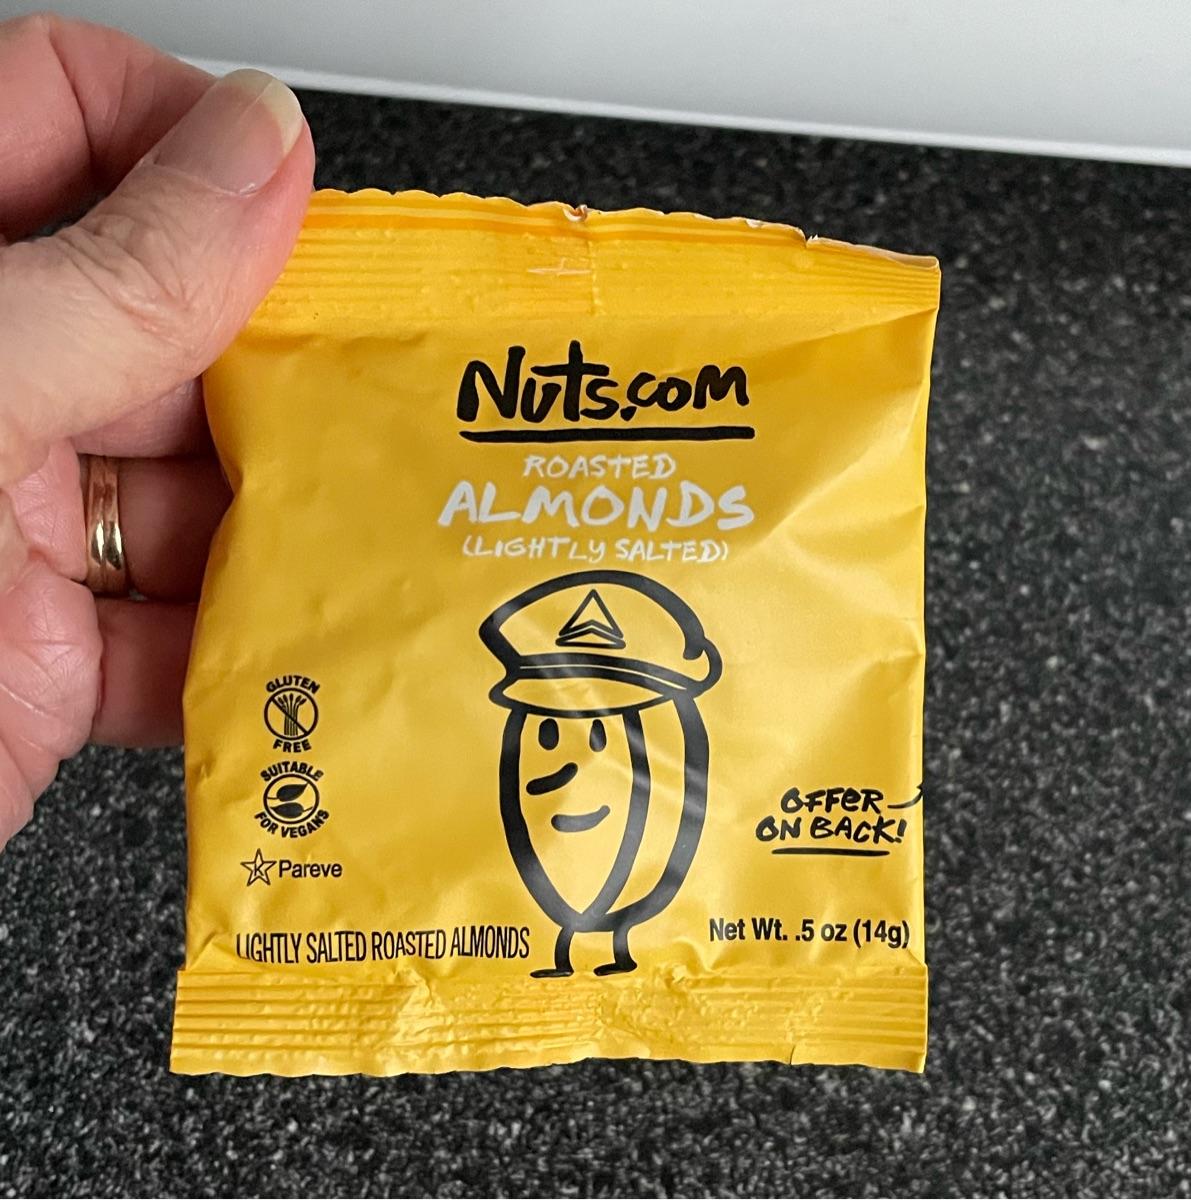 Nuts.com
ROASTED
ALMONDS
(LIGHTLY SALTED)
GLUTEN
FREE
SUITABLE
FOR VEGANS
K Pareve
OFFER
ON BACK!
LIGHTLY SALTED ROASTED ALMONDS
Net Wt. .5 oz (14g)